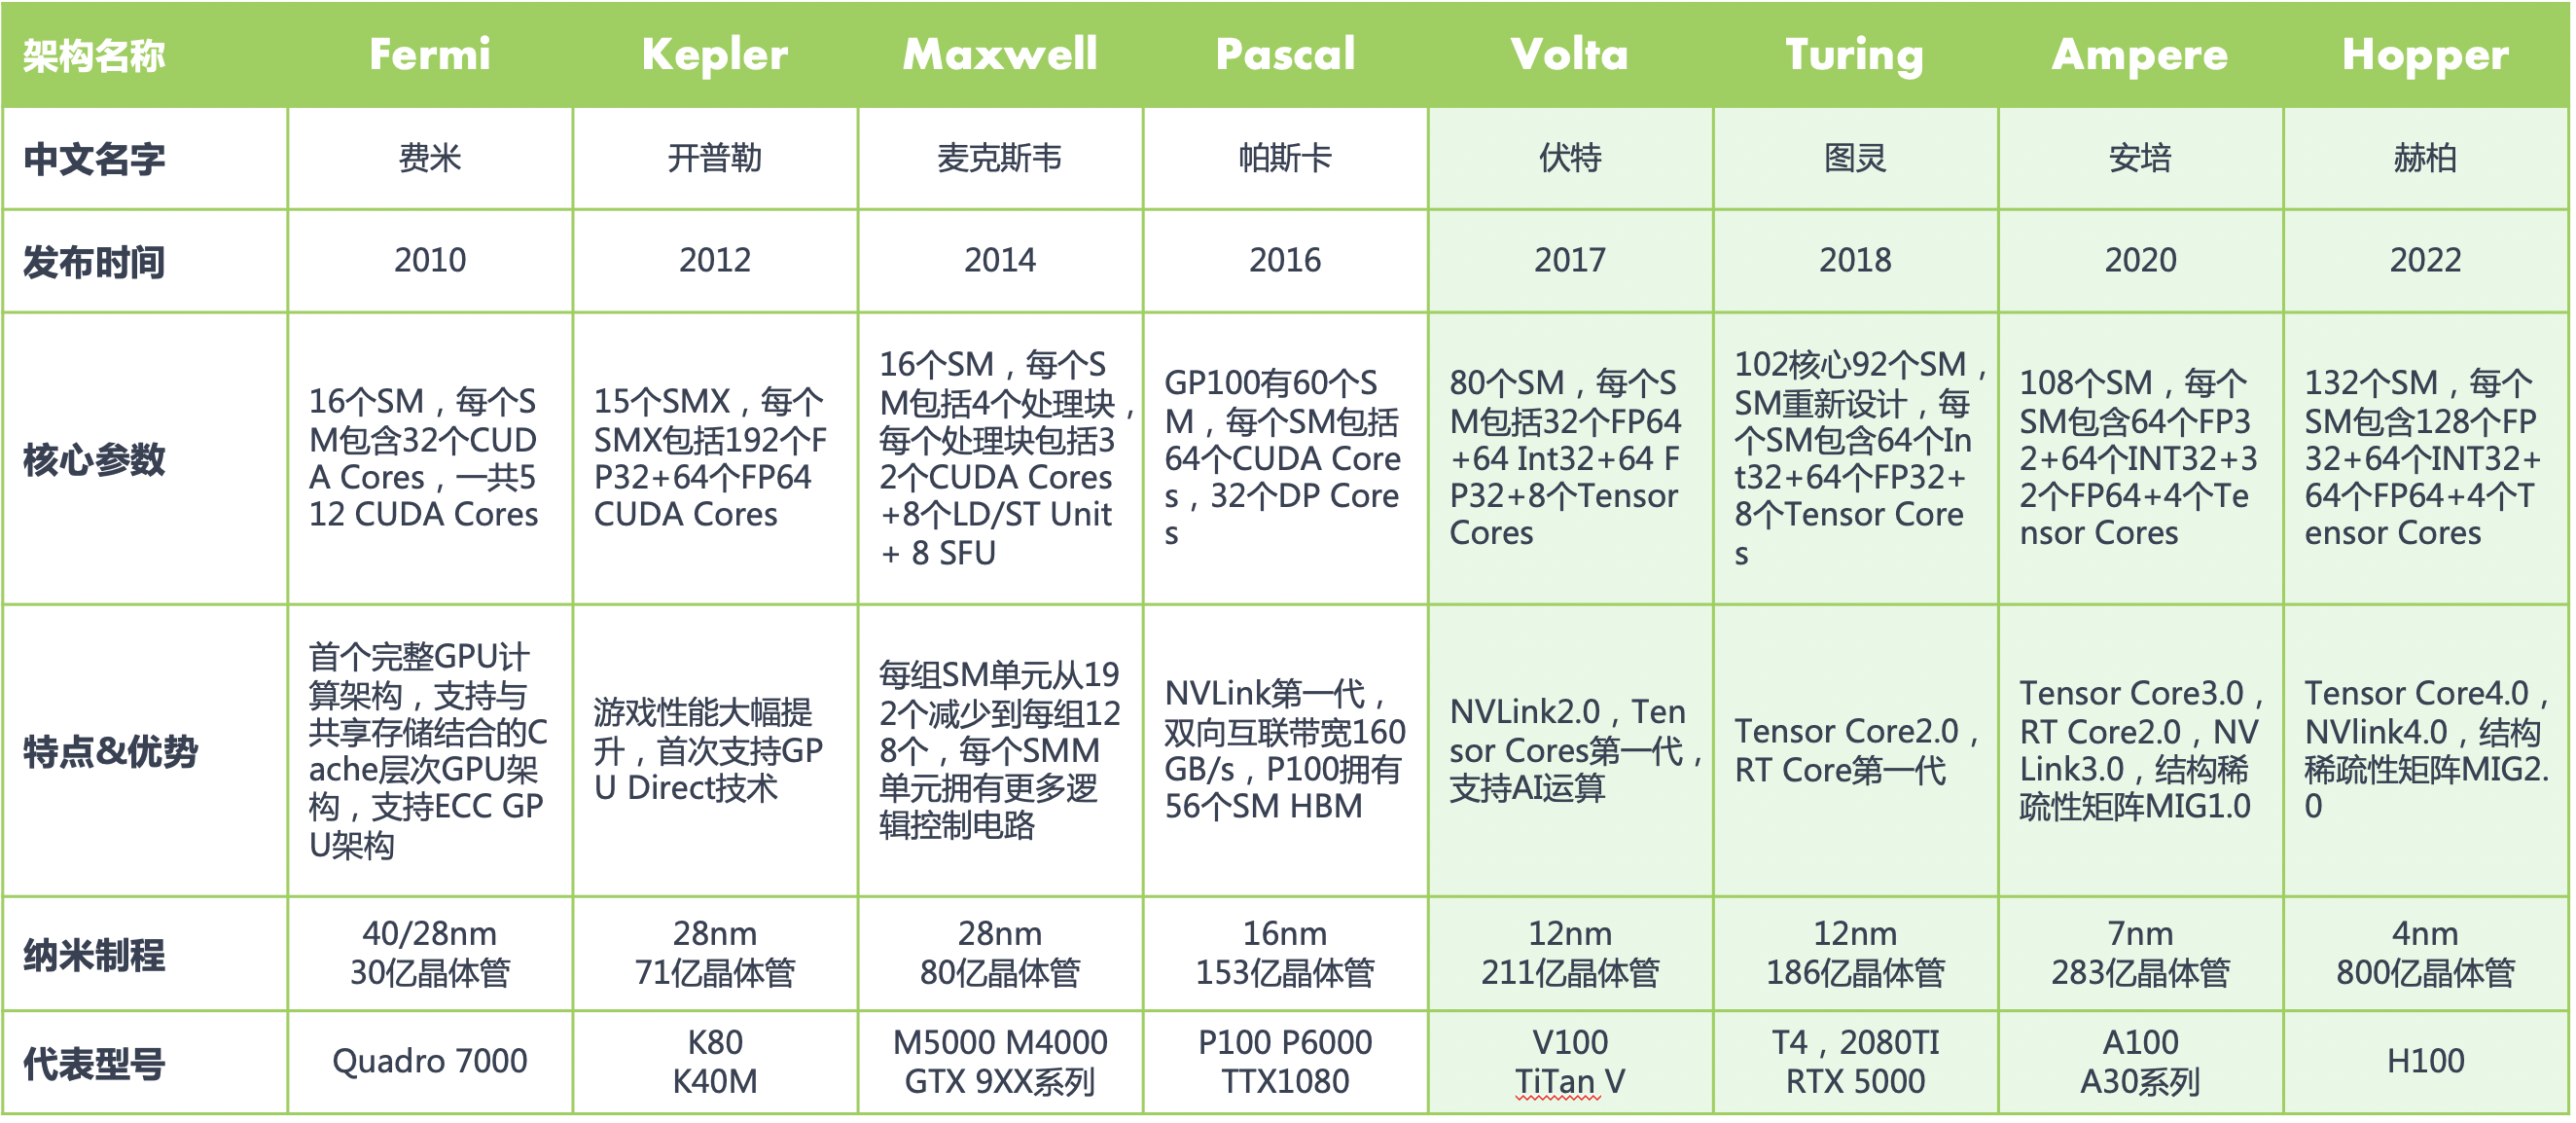 架构名称 Fermi Kepler Maxwell Pascal Volta Turing Ampere Hopper
中文名字 费米 开普勒 麦克斯韦 帕斯卡 伏特 图灵 安培 赫柏
发布时间 2010 2012 2014 2016 2017 2018 2020 2022
核心参数
16个SM，每个S
M包含32个CUD
A Cores，一共5
12 CUDA Cores
15个SMX，每个
SMX包括192个F
P32+64个FP64
CUDA Cores
16个SM，每个S
M包括4个处理块，
每个处理块包括3
2个CUDA Cores
+8个LD/ST Unit
+ 8 SFU
GP100有60个S
M，每个SM包括
64个CUDA Core
s，32个DP Core
s
80个SM，每个S
M包括32个FP64
+64 Int32+64 F
P32+8个Tensor
Cores
102核心92个SM，
SM重新设计，每
个SM包含64个In
t32+64个FP32+
8个Tensor Core
s
108个SM，每个
SM包含64个FP3
2+64个INT32+3
2个FP64+4个Te
nsor Cores
132个SM，每个
SM包含128个FP
32+64个INT32+
64个FP64+4个T
ensor Cores
特点&优势
首个完整GPU计
算架构，支持与
共享存储结合的C
ache层次GPU架
构，支持ECC GP
U架构
游戏性能大幅提
升，首次支持GP
U Direct技术
每组SM单元从19
2个减少到每组12
8个，每个SMM
单元拥有更多逻
辑控制电路
NVLink第一代，
双向互联带宽160
GB/s，P100拥有
56个SM HBM
NVLink2.0，Ten
sor Cores第一代，
支持AI运算
Tensor Core2.0，
RT Core第一代
Tensor Core3.0，
RT Core2.0，NV
Link3.0，结构稀
疏性矩阵MIG1.0
Tensor Core4.0，
NVlink4.0，结构
稀疏性矩阵MIG2.
0
纳米制程
40/28nm
30亿晶体管
28nm
71亿晶体管
28nm
80亿晶体管
16nm
153亿晶体管
12nm
211亿晶体管
12nm
186亿晶体管
7nm
283亿晶体管
4nm
800亿晶体管
代表型号
Quadro 7000
K80
K40M
M5000 M4000
GTX 9XX系列
P100 P6000
TTX1080
V100
TiTan V
T4，2080TI
RTX 5000
A100
A30系列
H100